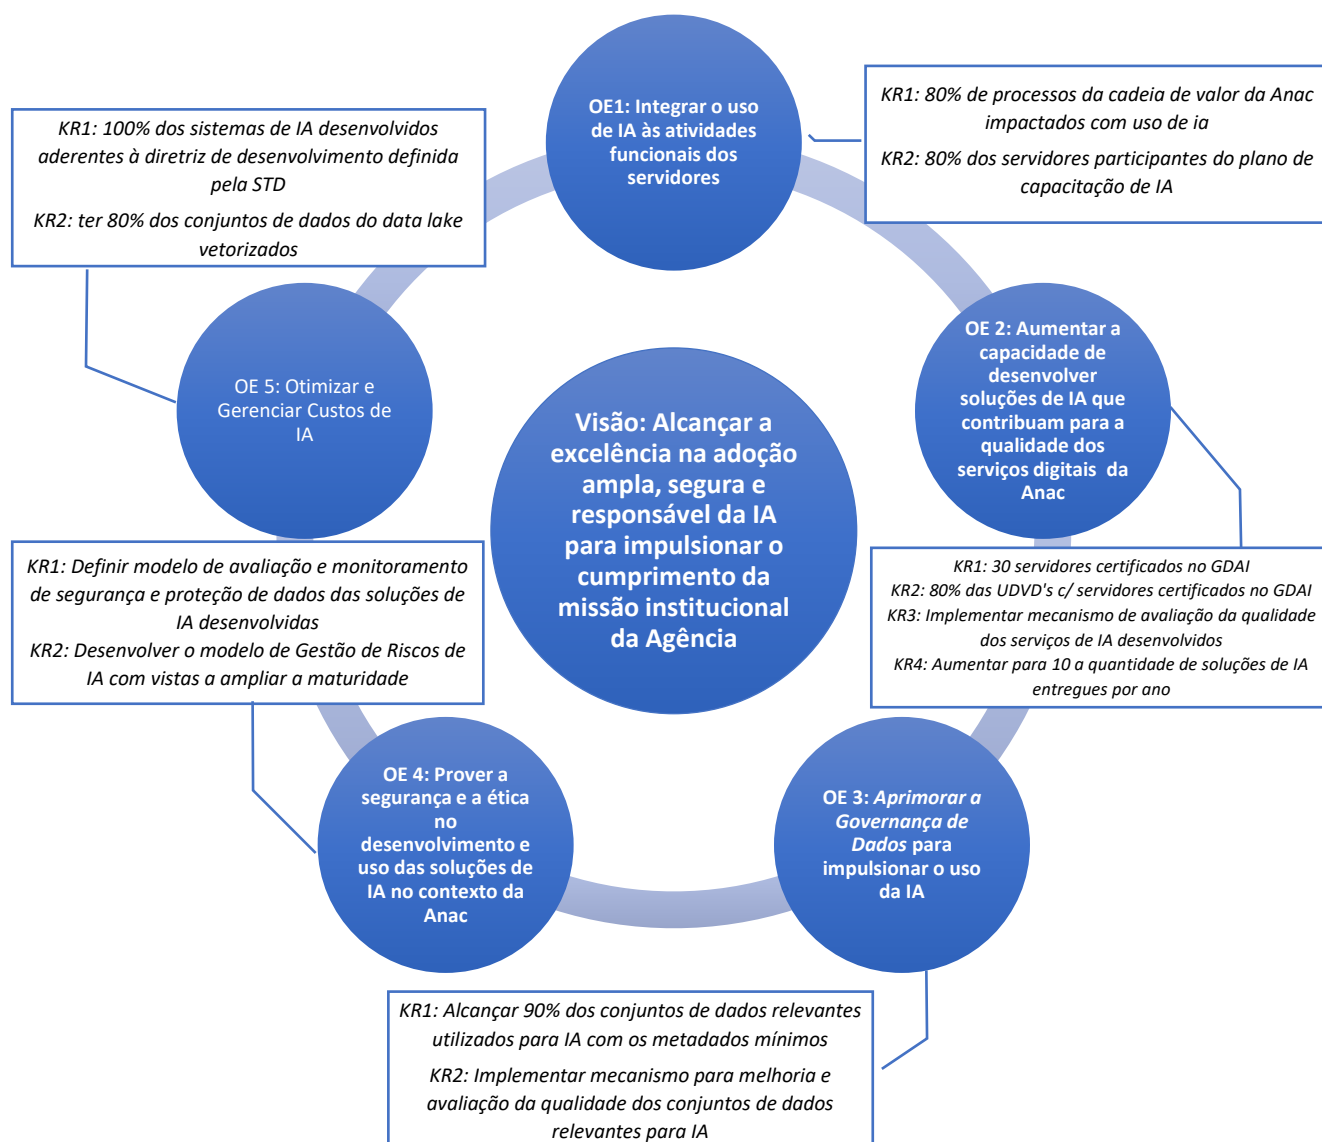 OE1: Integrar o uso
de IA às atividades
funcionais dos
servidores
KR1: 80% de processos da cadeia de valor da Anac
impactados com uso de ia
KR2: 80% dos servidores participantes do plano de
capacitação de IA
KR1: 100% dos sistemas de IA desenvolvidos
aderentes à diretriz de desenvolvimento definida
pela STD
KR2: ter 80% dos conjuntos de dados do data lake
vetorizados
OE 5: Otimizar e
Gerenciar Custos de
IA
Visão: Alcançar a
excelência na adoção
ampla, segura e
responsável da IA
para impulsionar o
cumprimento da
missão institucional
da Agência
OE 2: Aumentar a
capacidade de
desenvolver
soluções de IA que
contribuam para a
qualidade dos
serviços digitais da
Anac
KR1: 30 servidores certificados no GDAI
KR2: 80% das UDVD's c/ servidores certificados no GDAI
KR3: Implementar mecanismo de avaliação da qualidade
dos serviços de IA desenvolvidos
KR4: Aumentar para 10 a quantidade de soluções de IA
entregues por ano
KR1: Definir modelo de avaliação e monitoramento
de segurança e proteção de dados das soluções de
IA desenvolvidas
KR2: Desenvolver o modelo de Gestão de Riscos de
IA com vistas a ampliar a maturidade
OE 4: Prover a
segurança e a ética
no
desenvolvimento e
uso das soluções de
IA no contexto da
Anac
OE 3: Aprimorar a
Governança de
Dados para
impulsionar o uso
da IA
KR1: Alcançar 90% dos conjuntos de dados relevantes
utilizados para IA com os metadados mínimos
KR2: Implementar mecanismo para melhoria e
avaliação da qualidade dos conjuntos de dados
relevantes para IA